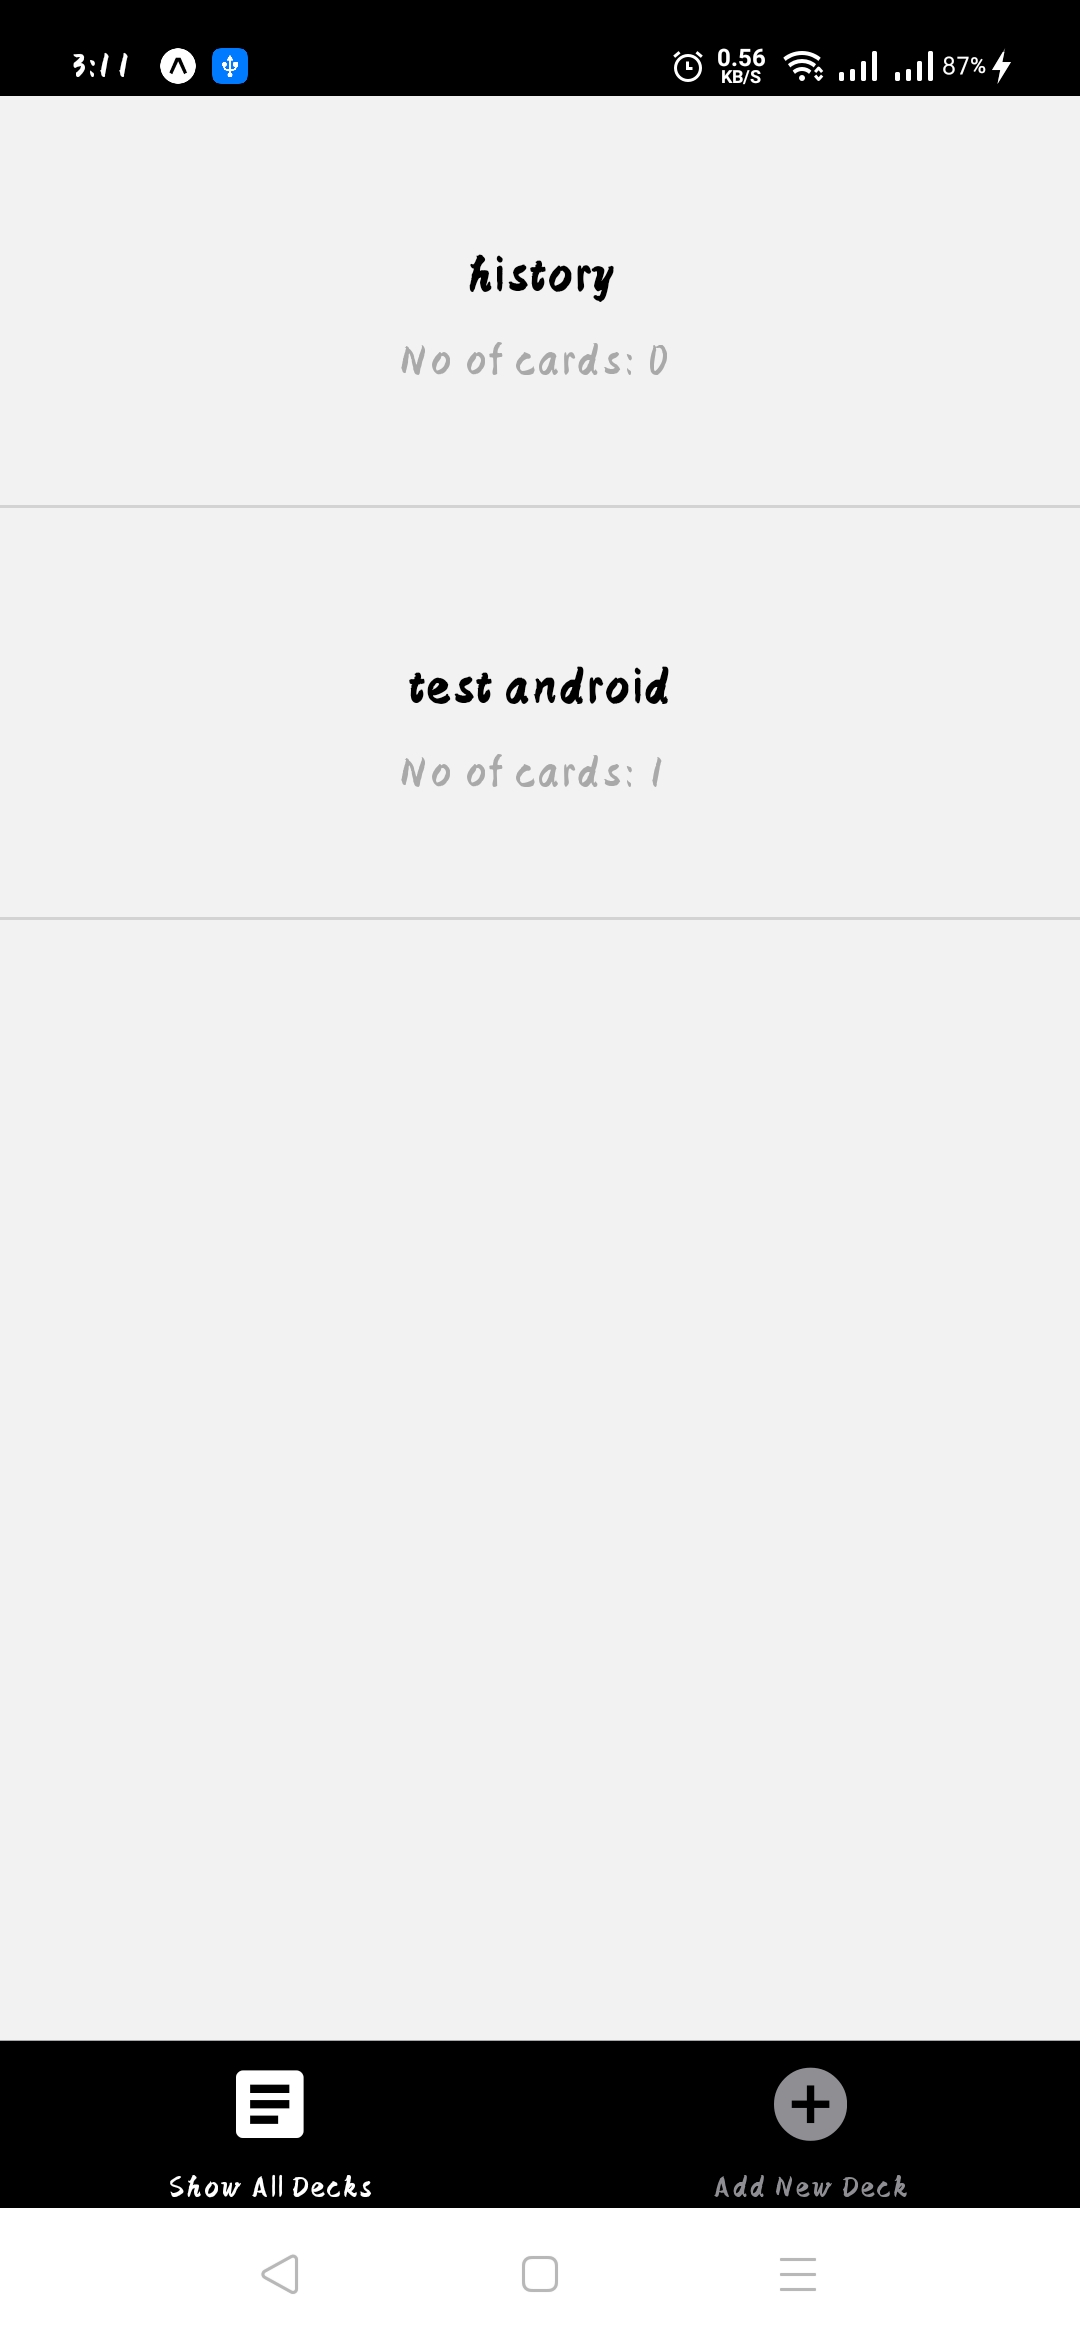 3:11
0.56
KB/S
87%
history
No of cards: 0
test android
No of cards: 1
Show All Decks
Add New Deck